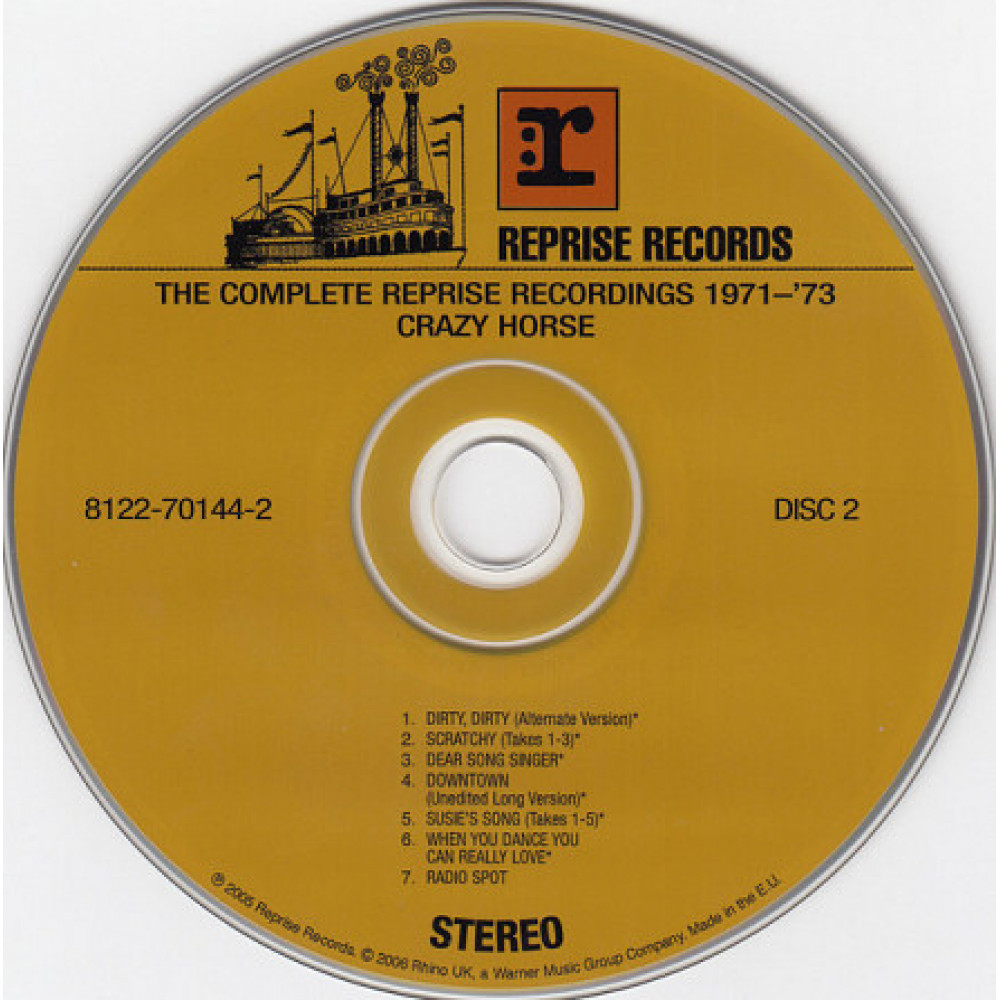 :r
REPRISE RECORDS
THE COMPLETE REPRISE RECORDINGS 1971–'73
CRAZY HORSE
8122-70144-2
DISC 2
1. DIRTY, DIRTY (Alternate Version)*
2. SCRATCHY (Takes 1-3)*
3. DEAR SONG SINGER*
4. DOWNTOWN
(Unedited Long Version)*
5. SUSIE'S SONG (Takes 1-5)*
6. WHEN YOU DANCE YOU
CAN REALLY LOVE*
7. RADIO SPOT
STEREO
℗ 2005 Reprise Records. © 2006 Rhino UK, a Warner Music Group Company. Made in the E.U.